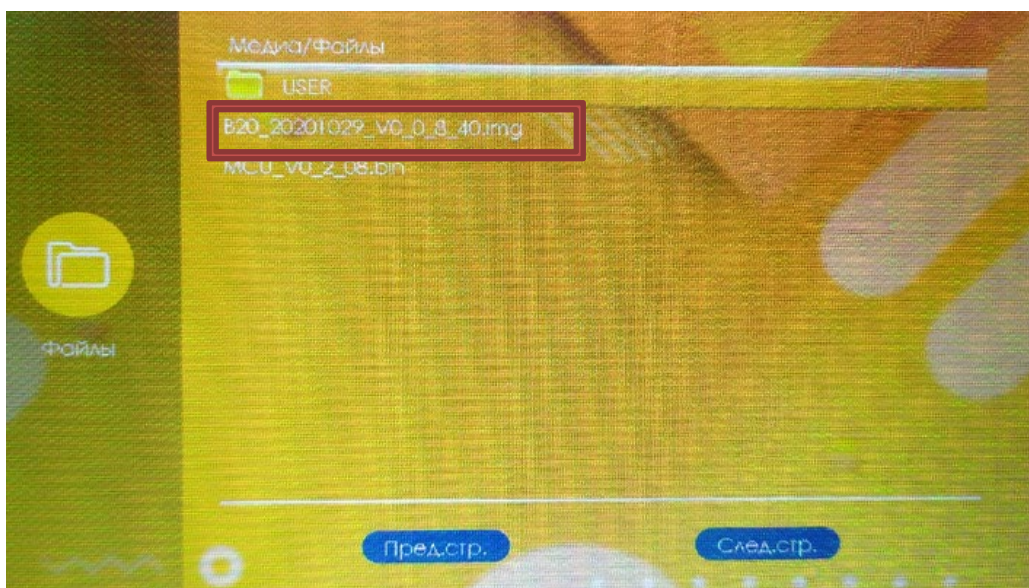 Медиа/Файлы
USER
B20_20201029_V0_0_8_40.img
MCU_V0_2_08.bin
Файлы
Пред.стр.
След.стр.